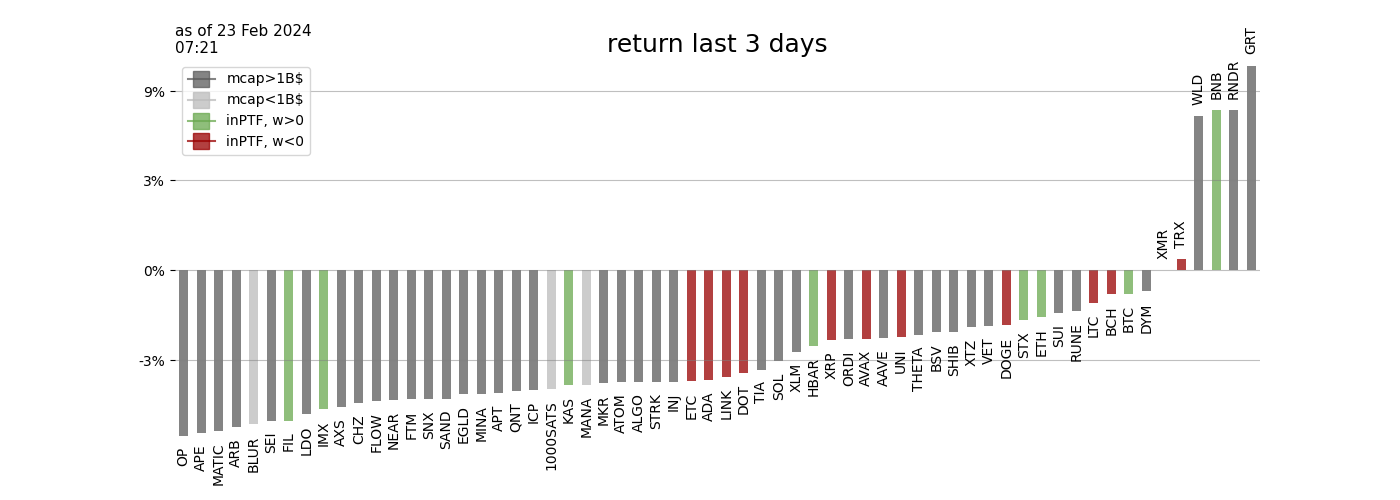 as of 23 Feb 2024
07:21
return last 3 days
mcap>1B$
mcap<1B$
inPTF, w>0
inPTF, w<0
9%
3%
0%
-3%
OP
APE
MATIC
ARB
BLUR
SEI
FIL
LDO
IMX
AXS
CHZ
FLOW
NEAR
FTM
SNX
SAND
EGLD
MINA
APT
QNT
ICP
1000SATS
KAS
MANA
MKR
ATOM
ALGO
STRK
INJ
ETC
ADA
LINK
DOT
TIA
SOL
XLM
HBAR
XRP
ORDI
AVAX
AAVE
UNI
THETA
BSV
SHIB
XTZ
VET
DOGE
STX
ETH
SUI
RUNE
LTC
BCH
BTC
DYM
XMR
TRX
WLD
BNB
RNDR
GRT